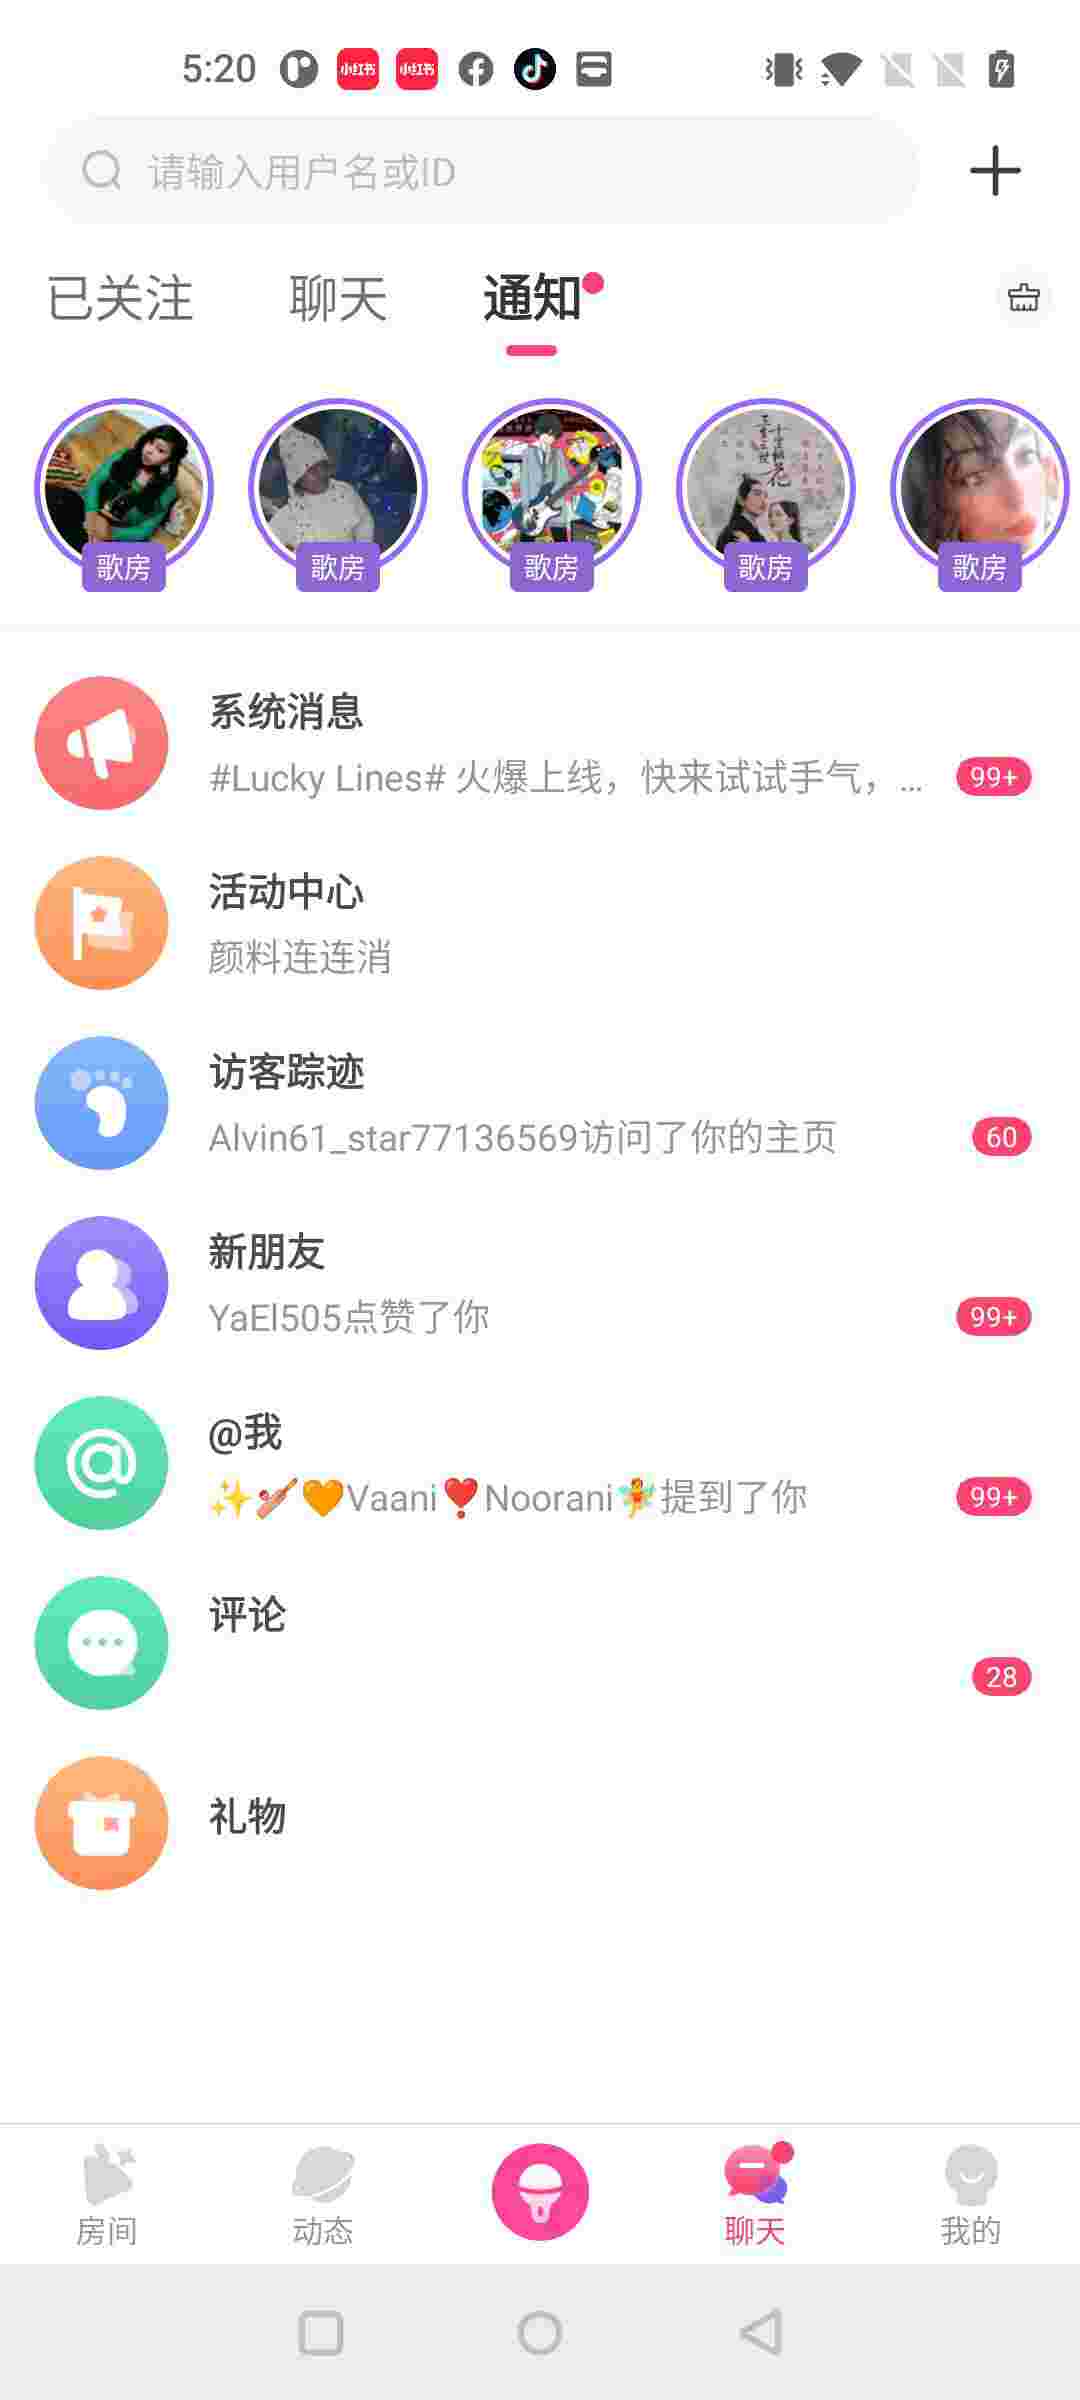 5:20
小红书
小红书
请输入用户名或ID
已关注
聊天
通知
歌房
歌房
歌房
歌房
歌房
系统消息
#Lucky Lines# 火爆上线，快来试试手气，...
99+
活动中心
颜料连连消
访客踪迹
Alvin61_star77136569访问了你的主页
60
新朋友
YaEl505点赞了你
99+
@我
✨🏏🧡Vaani❣️Noorani🧚提到了你
99+
评论
28
礼物
房间
动态
聊天
我的